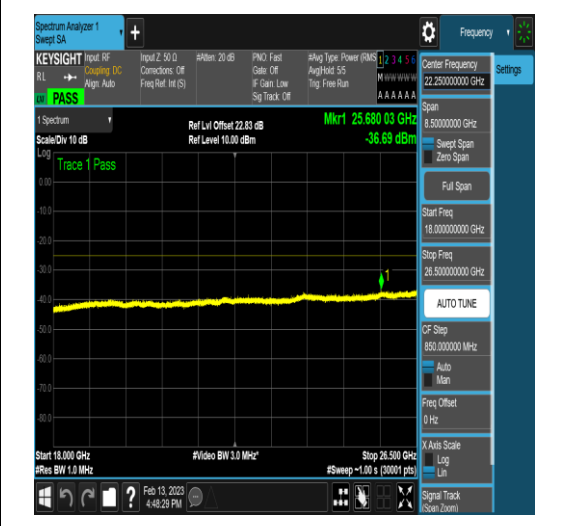 Spectrum Analyzer 1
Swept SA
+
Frequency
KEYSIGHT
Input: RF
Coupling: DC
Align: Auto
Input Z: 50 Ω
Corrections: Off
Freq Ref: Int (S)
#Atten: 20 dB
PNO: Fast
Gate: Off
IF Gain: Low
Sig Track: Off
#Avg Type: Power (RMS
Avg|Hold: 5/5
Trig: Free Run
1 2 3 4 5 6
M W W W W W
A A A A A A
RL
PASS
1 Spectrum
Scale/Div 10 dB
Ref Lvl Offset 22.83 dB
Ref Level 10.00 dBm
Mkr1 25.680 03 GHz
-36.69 dBm
Log
Trace 1 Pass
0.00
-10.0
-20.0
-30.0
-40.0
-50.0
-60.0
-70.0
-80.0
1
Start 18.000 GHz
#Res BW 1.0 MHz
#Video BW 3.0 MHz*
Stop 26.500 GHz
#Sweep ~1.00 s (30001 pts)
Feb 13, 2023
4:48:29 PM
Settings
Center Frequency
22.250000000 GHz
Span
8.50000000 GHz
Swept Span
Zero Span
Full Span
Start Freq
18.000000000 GHz
Stop Freq
26.500000000 GHz
AUTO TUNE
CF Step
850.000000 MHz
Auto
Man
Freq Offset
0 Hz
X Axis Scale
Log
Lin
Signal Track
(Span Zoom)